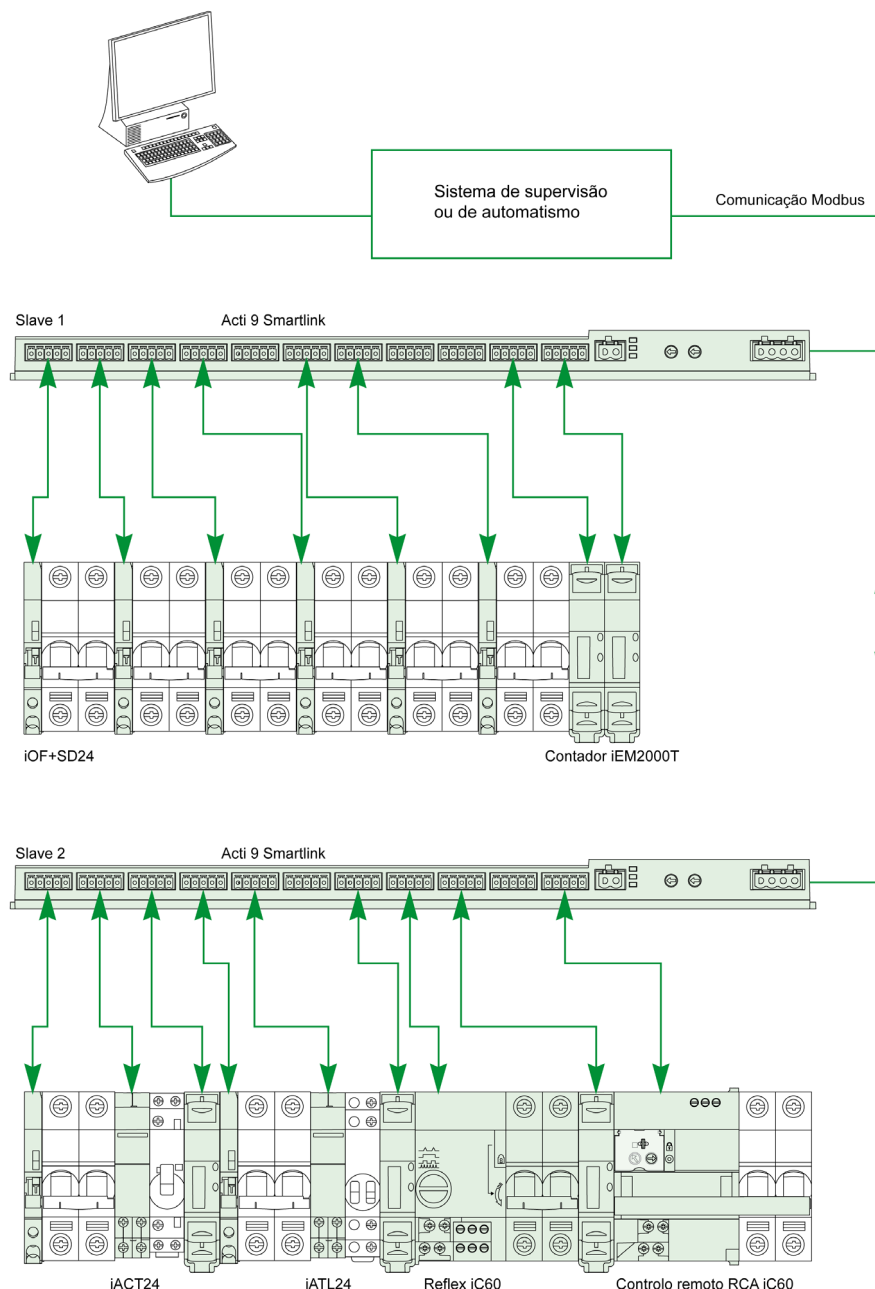 Sistema de supervisão
ou de automatismo
Comunicação Modbus
Slave 1
Acti 9 Smartlink
iOF+SD24
Contador iEM2000T
Slave 2
Acti 9 Smartlink
iACT24
iATL24
Reflex iC60
Controlo remoto RCA iC60